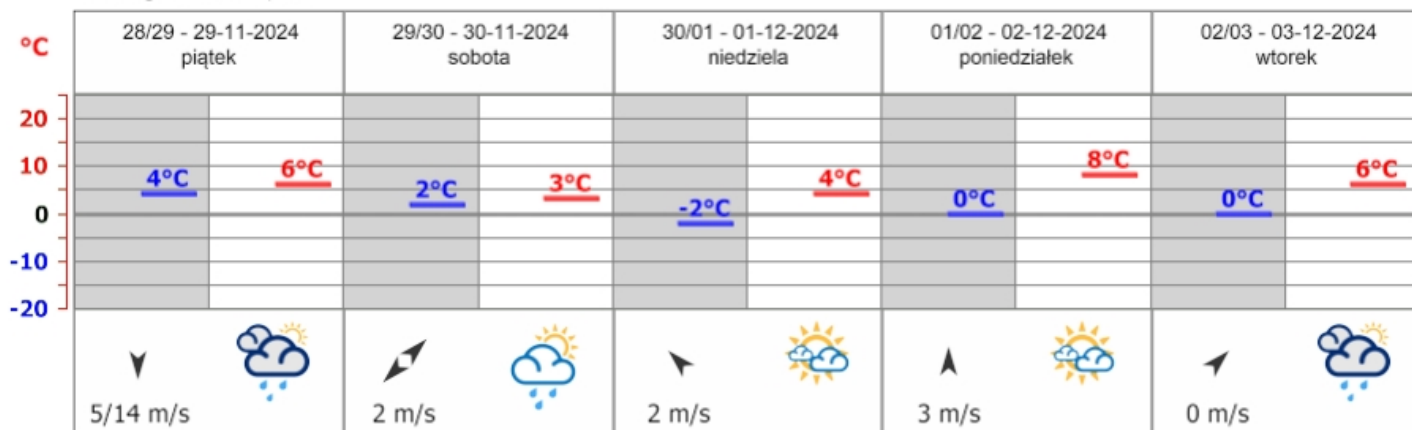 °C
28/29 - 29-11-2024
piątek
29/30 - 30-11-2024
sobota
30/01 - 01-12-2024
niedziela
01/02 - 02-12-2024
poniedziałek
02/03 - 03-12-2024
wtorek
20
10
0
-10
-20
4°C
6°C
2°C
3°C
-2°C
4°C
0°C
8°C
0°C
6°C
5/14 m/s
2 m/s
2 m/s
3 m/s
0 m/s